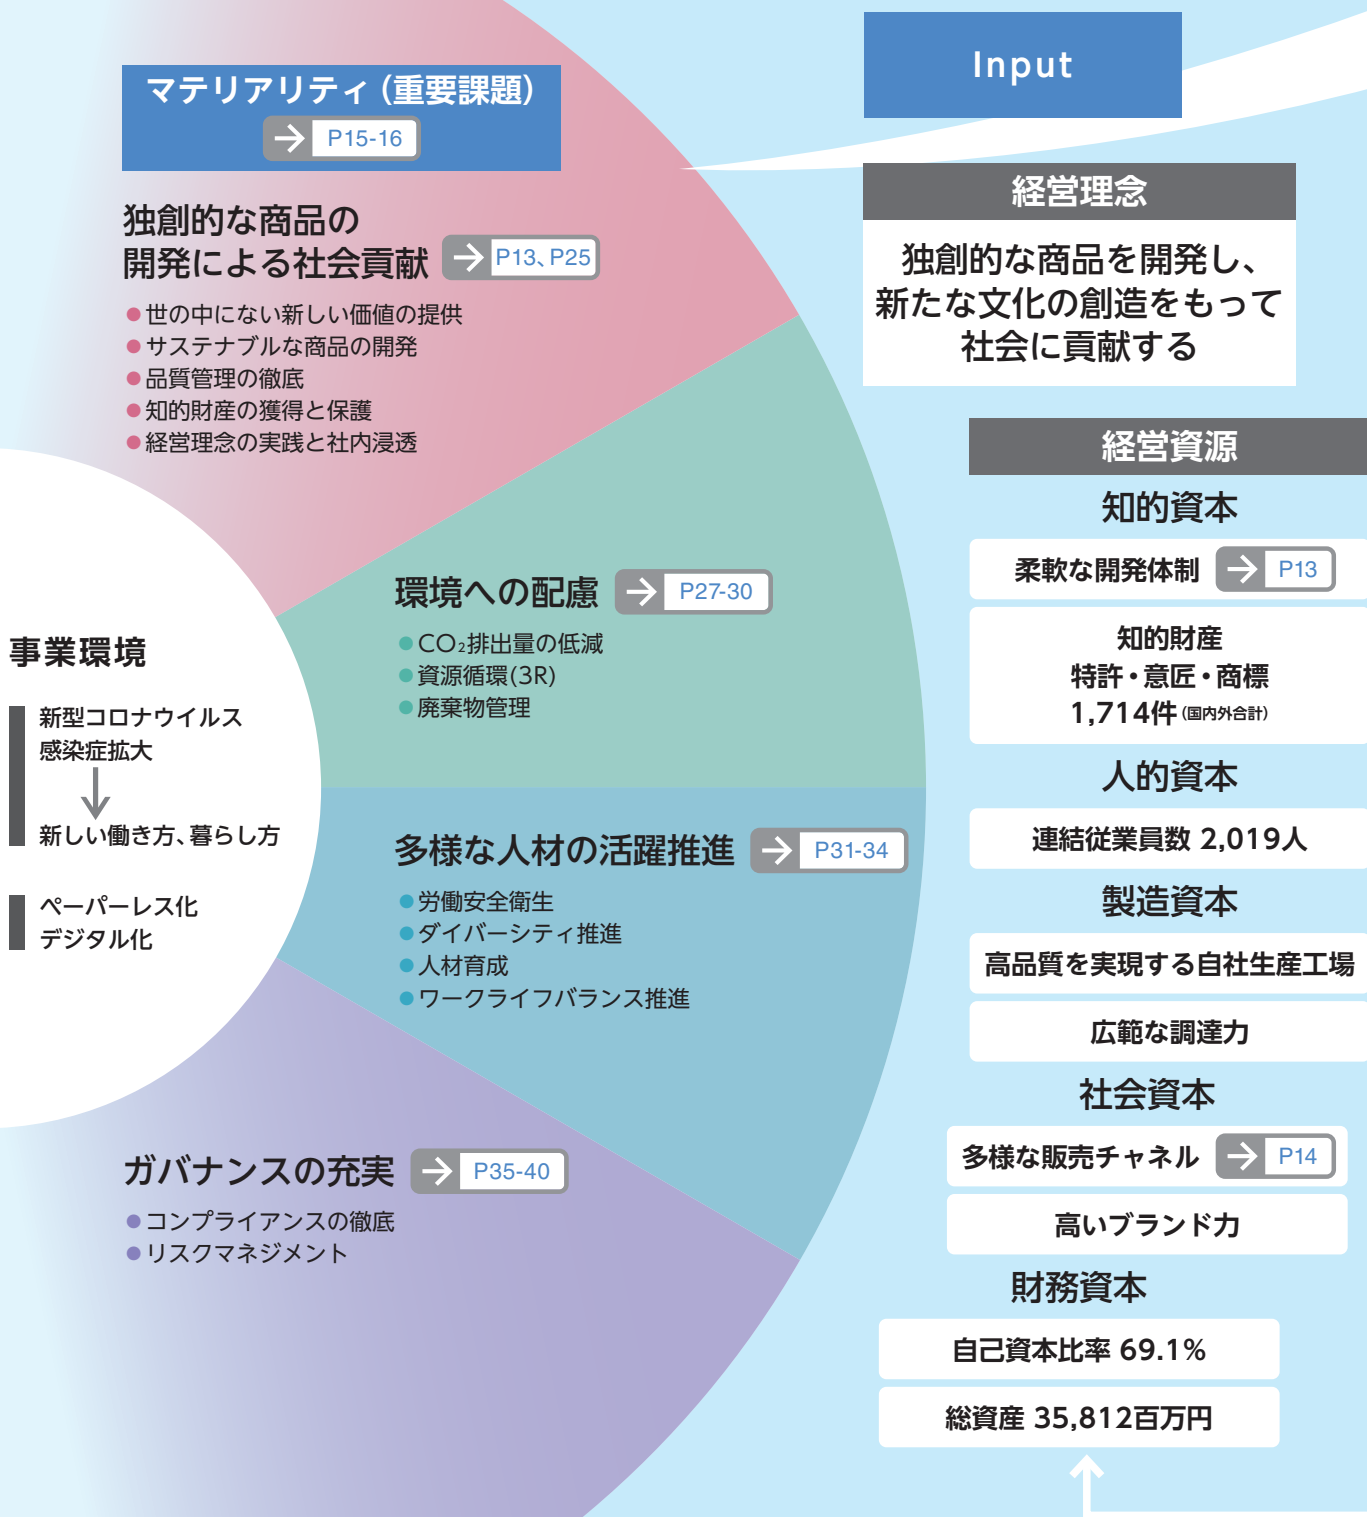 マテリアリティ（重要課題）
P15-16
独創的な商品の
開発による社会貢献 P13、P25
●世の中にない新しい価値の提供
●サステナブルな商品の開発
●品質管理の徹底
●知的財産の獲得と保護
●経営理念の実践と社内浸透
環境への配慮 P27-30
●CO₂排出量の低減
●資源循環(3R)
●廃棄物管理
事業環境
新型コロナウイルス
感染症拡大
新しい働き方、暮らし方
ペーパーレス化
デジタル化
多様な人材の活躍推進 P31-34
●労働安全衛生
●ダイバーシティ推進
●人材育成
●ワークライフバランス推進
ガバナンスの充実 P35-40
●コンプライアンスの徹底
●リスクマネジメント
Input
経営理念
独創的な商品を開発し、
新たな文化の創造をもって
社会に貢献する
経営資源
知的資本
柔軟な開発体制 P13
知的財産
特許・意匠・商標
1,714件（国内外合計）
人的資本
連結従業員数 2,019人
製造資本
高品質を実現する自社生産工場
広範な調達力
社会資本
多様な販売チャネル P14
高いブランド力
財務資本
自己資本比率 69.1%
総資産 35,812百万円